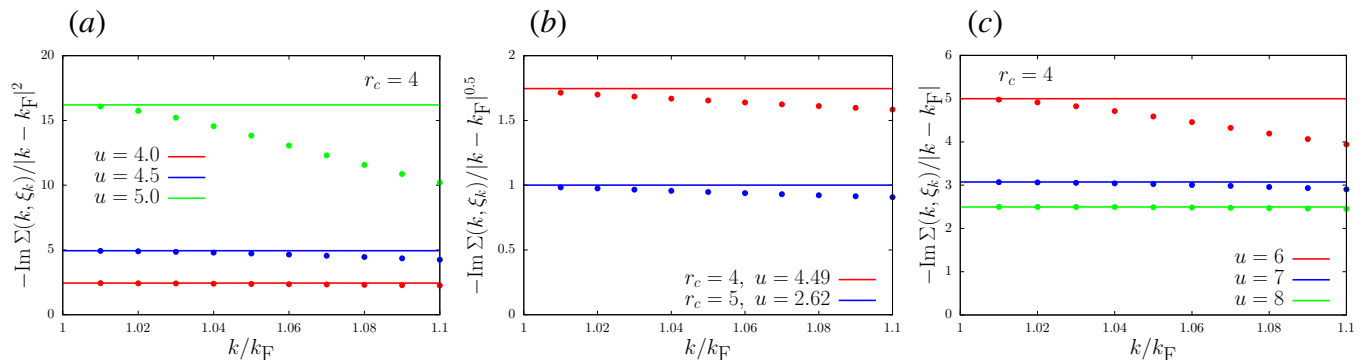 (a)
−Im Σ(k, ξ_k)/|k − k_F|^2
20
15
10
5
0
r_c = 4
u = 4.0
u = 4.5
u = 5.0
1 1.02 1.04 1.06 1.08 1.1
k/k_F
(b)
−Im Σ(k, ξ_k)/|k − k_F|^0.5
2
1.5
1
0.5
0
r_c = 4, u = 4.49
r_c = 5, u = 2.62
1 1.02 1.04 1.06 1.08 1.1
k/k_F
(c)
−Im Σ(k, ξ_k)/|k − k_F|
6
5
4
3
2
1
0
r_c = 4
u = 6
u = 7
u = 8
1 1.02 1.04 1.06 1.08 1.1
k/k_F